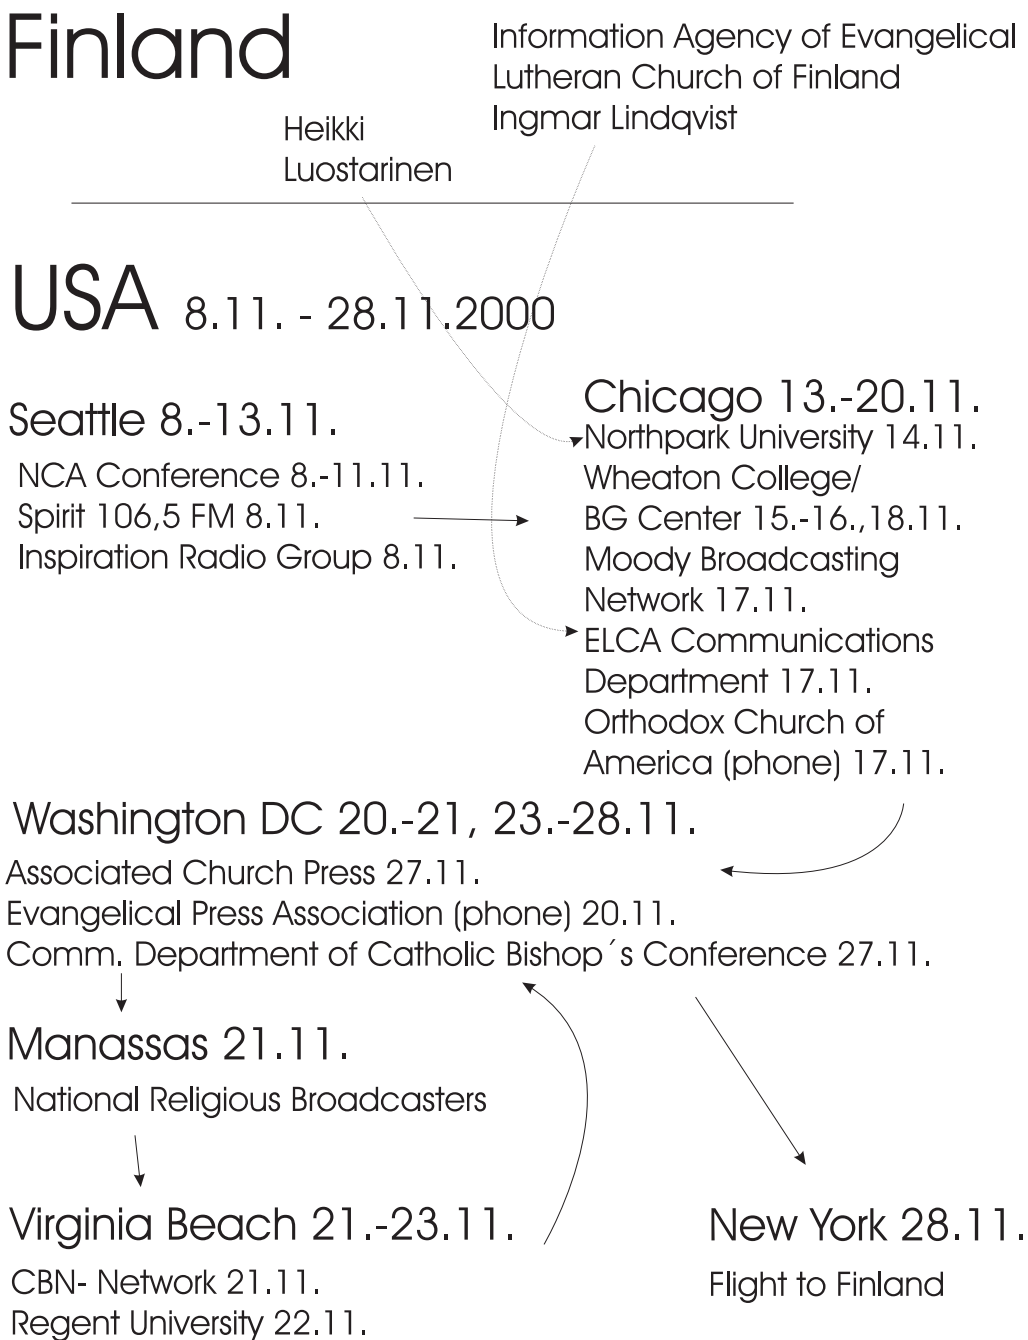 Finland
Information Agency of Evangelical
Lutheran Church of Finland
Ingmar Lindqvist
Heikki
Luostarinen
USA 8.11. - 28.11.2000
Seattle 8.-13.11.
NCA Conference 8.-11.11.
Spirit 106,5 FM 8.11.
Inspiration Radio Group 8.11.
Chicago 13.-20.11.
Northpark University 14.11.
Wheaton College/
BG Center 15.-16.,18.11.
Moody Broadcasting
Network 17.11.
ELCA Communications
Department 17.11.
Orthodox Church of
America (phone) 17.11.
Washington DC 20.-21, 23.-28.11.
Associated Church Press 27.11.
Evangelical Press Association (phone) 20.11.
Comm. Department of Catholic Bishop´s Conference 27.11.
Manassas 21.11.
National Religious Broadcasters
Virginia Beach 21.-23.11.
CBN- Network 21.11.
Regent University 22.11.
New York 28.11.
Flight to Finland